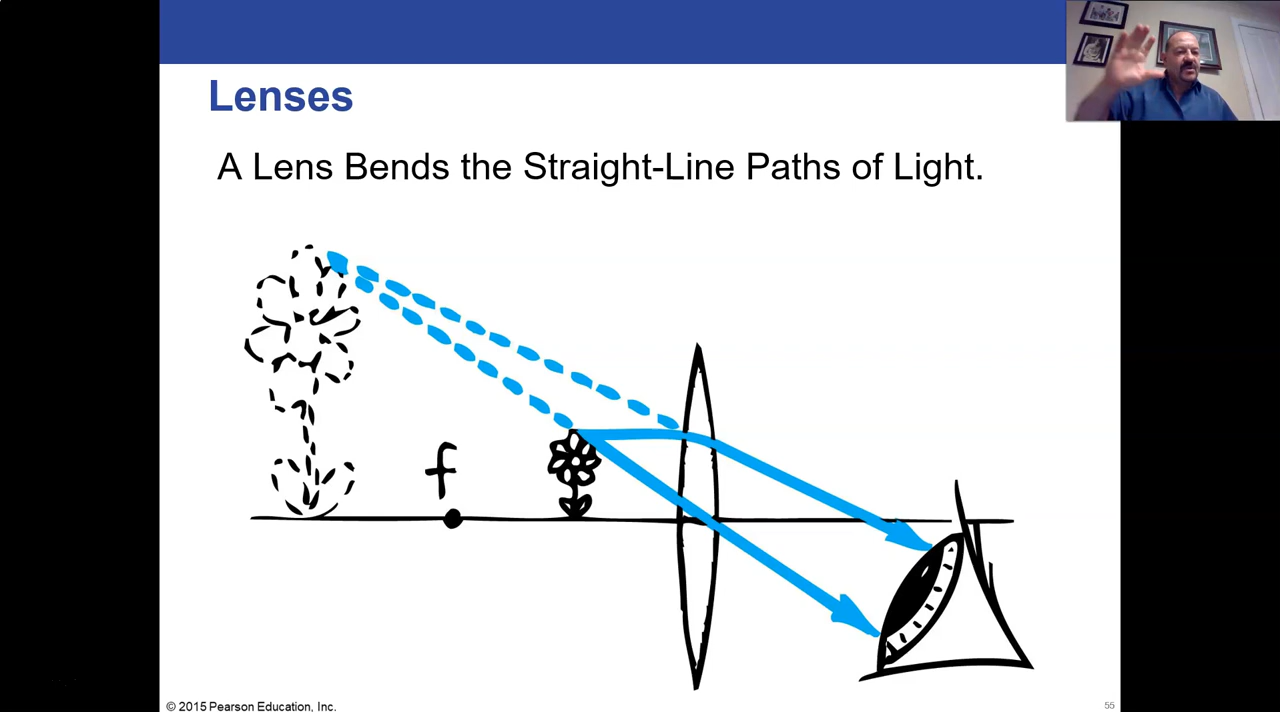 Lenses
A Lens Bends the Straight-Line Paths of Light.
f
© 2015 Pearson Education, Inc.
55